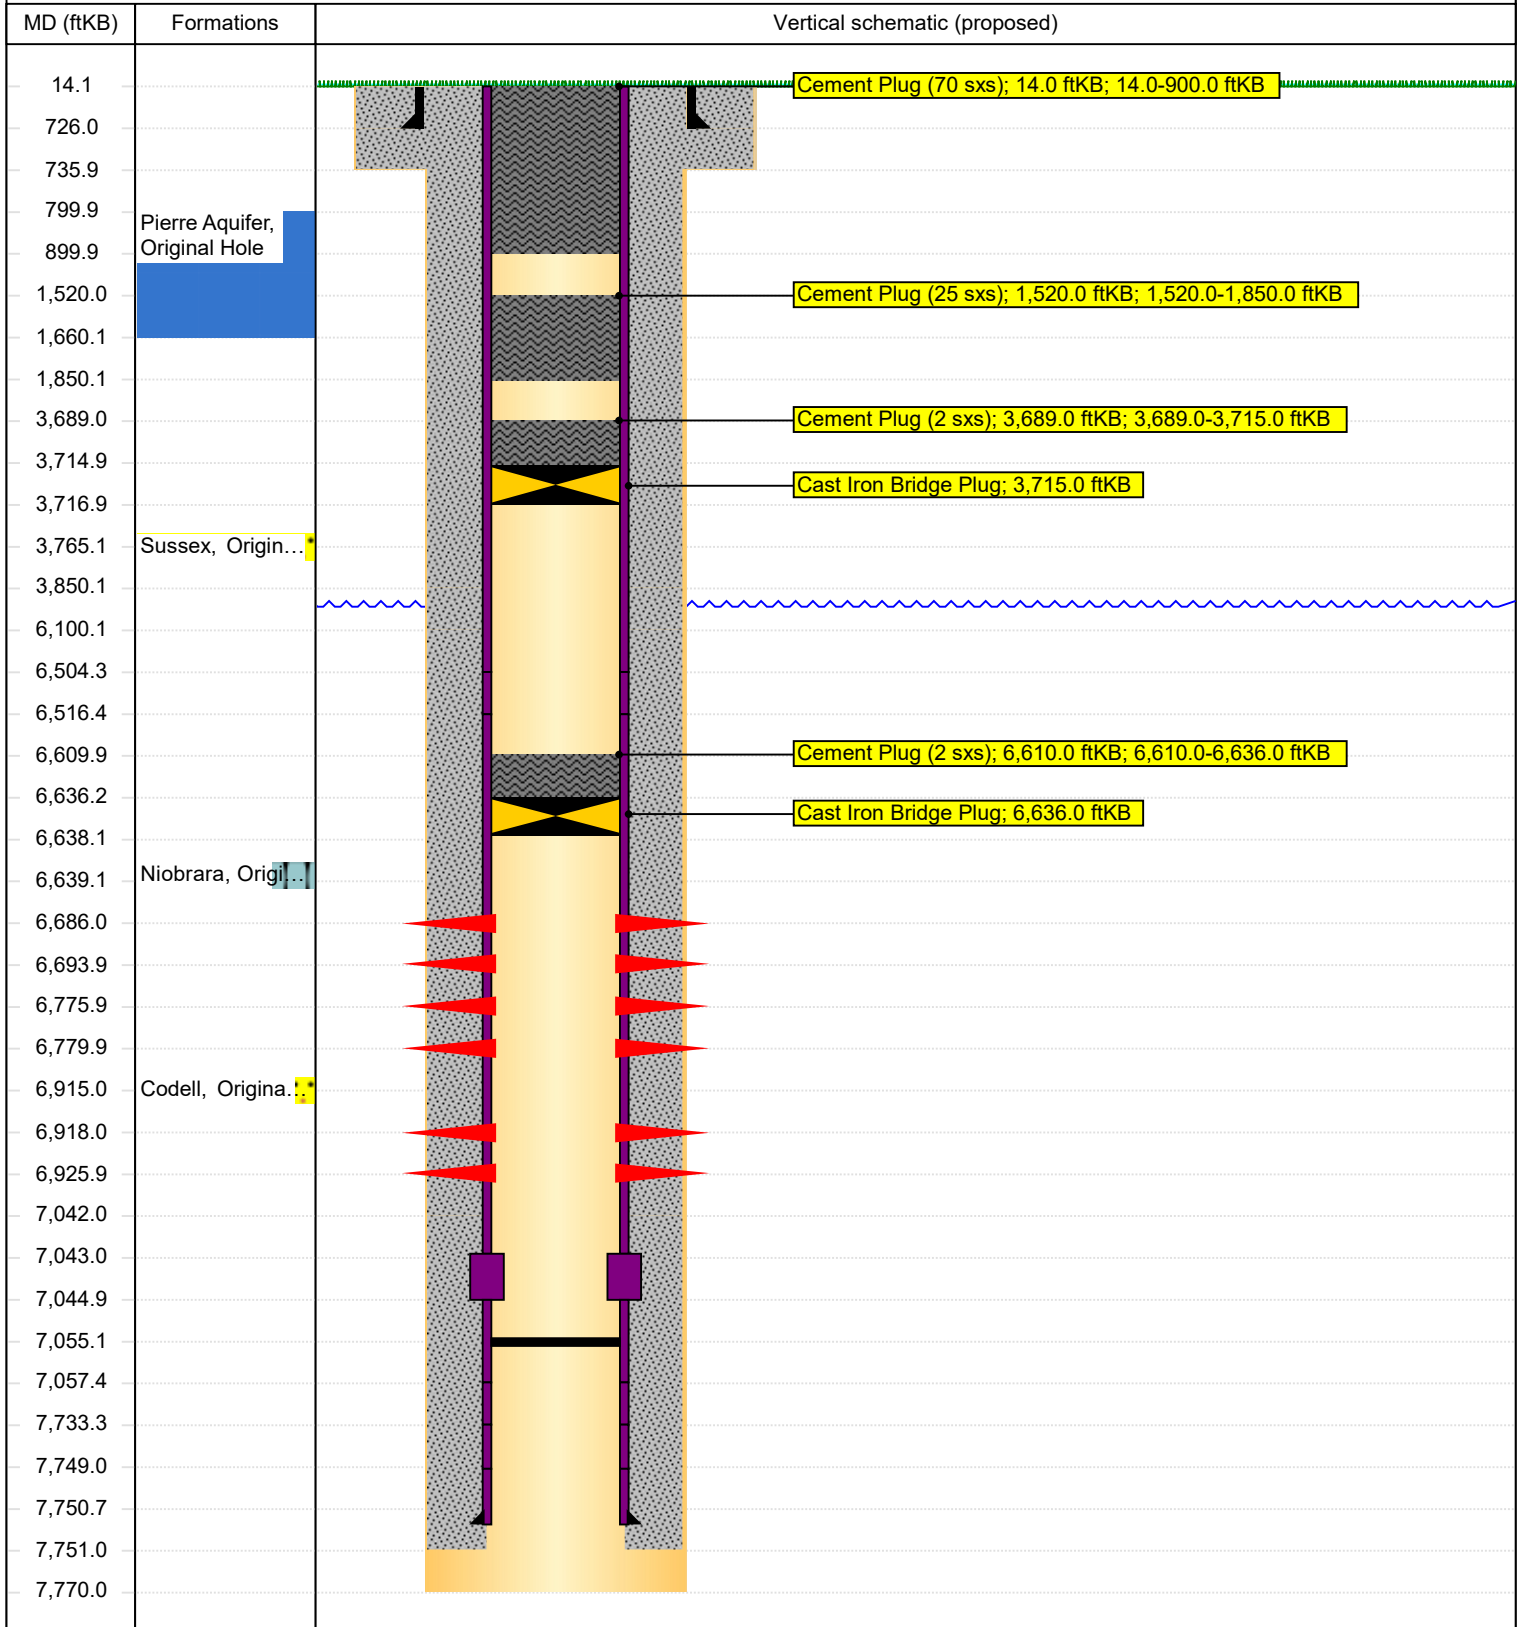 MD (ftKB)
Formations
Vertical schematic (proposed)
14.1
Cement Plug (70 sxs); 14.0 ftKB; 14.0-900.0 ftKB
726.0
735.9
799.9
Pierre Aquifer,
Original Hole
899.9
1,520.0
Cement Plug (25 sxs); 1,520.0 ftKB; 1,520.0-1,850.0 ftKB
1,660.1
1,850.1
3,689.0
Cement Plug (2 sxs); 3,689.0 ftKB; 3,689.0-3,715.0 ftKB
3,714.9
Cast Iron Bridge Plug; 3,715.0 ftKB
3,716.9
3,765.1
Sussex, Origin…
3,850.1
6,100.1
6,504.3
6,516.4
6,609.9
Cement Plug (2 sxs); 6,610.0 ftKB; 6,610.0-6,636.0 ftKB
6,636.2
Cast Iron Bridge Plug; 6,636.0 ftKB
6,638.1
Niobrara, Origi…
6,639.1
6,686.0
6,693.9
6,775.9
6,779.9
6,915.0
Codell, Origina…
6,918.0
6,925.9
7,042.0
7,043.0
7,044.9
7,055.1
7,057.4
7,733.3
7,749.0
7,750.7
7,751.0
7,770.0